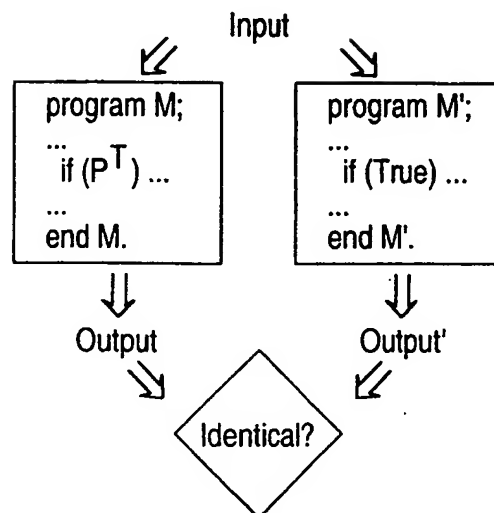 Input
program M;
...
if (P^T) ...
...
end M.
program M';
...
if (True) ...
...
end M'.
Output
Output'
Identical?